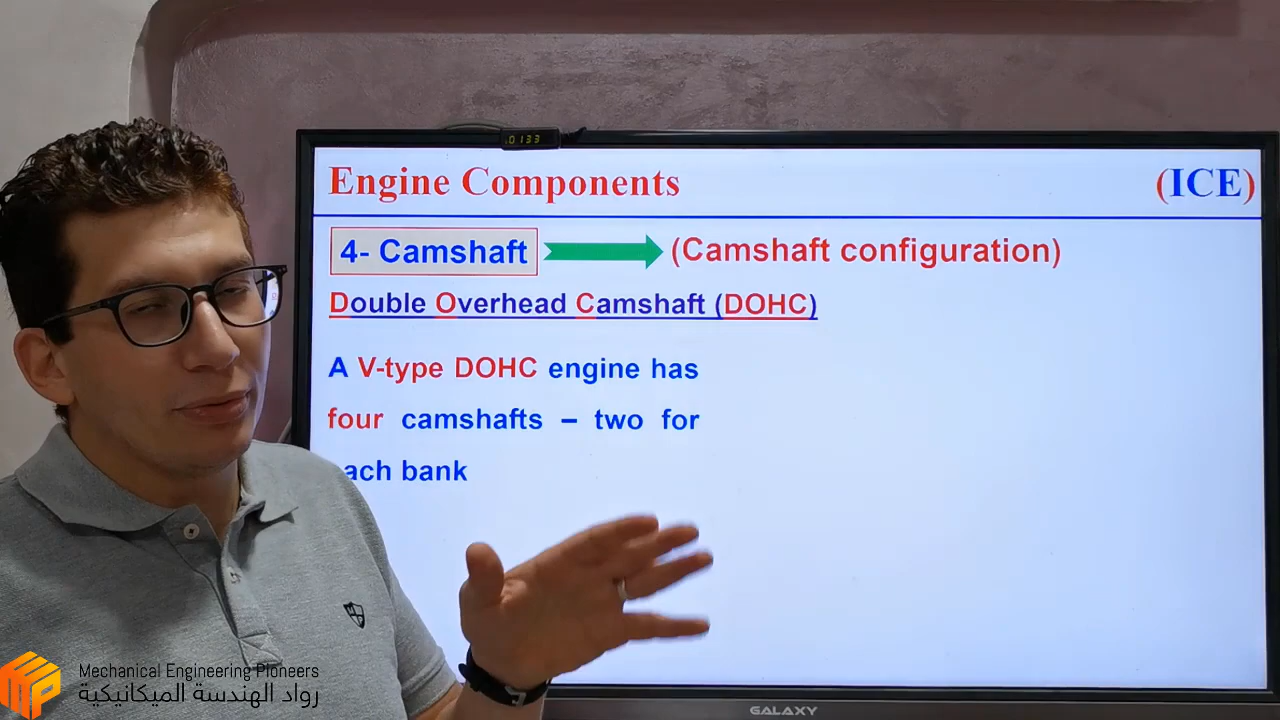 .0133
Engine Components
(ICE)
4- Camshaft
(Camshaft configuration)
Double Overhead Camshaft (DOHC)
A V-type DOHC engine has
four camshafts – two for
ach bank
GALAXY
Mechanical Engineering Pioneers
رواد الهندسة الميكانيكية